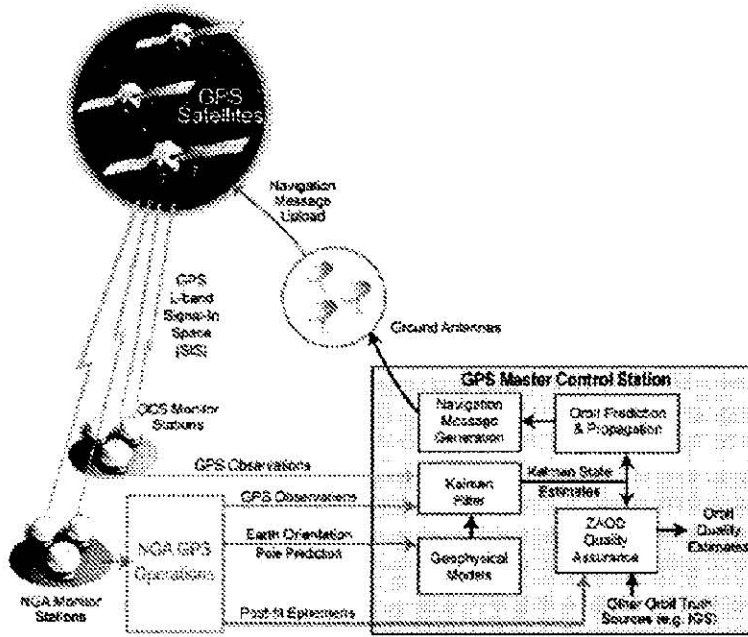 GPS
Satellites
Navigation
Message
Upload
GPS
L-band
Signal-In
Space
(SIS)
Ground Antennas
GPS Master Control Station
OCS Monitor
Stations
Navigation
Message
Generation
Orbit Prediction
& Propagation
GPS Observations
Kalman State
Estimates
Kalman
Filter
GPS Observations
ZAOD
Quality
Assurance
Orbit
Quality
Estimates
Earth Orientation
Pole Prediction
NGA GPS
Operations
Geophysical
Models
NGA Monitor
Stations
Post-fit Ephemeris
Other Orbit Truth
Sources (e.g. IGS)